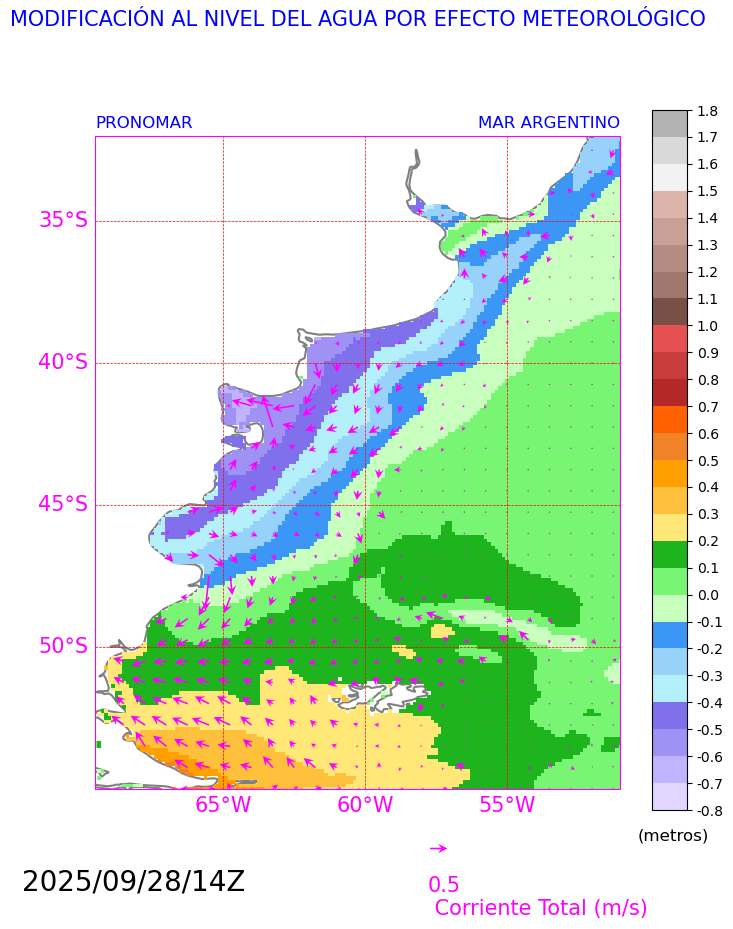 MODIFICACIÓN AL NIVEL DEL AGUA POR EFECTO METEOROLÓGICO
PRONOMAR
MAR ARGENTINO
35°S
40°S
45°S
50°S
65°W
60°W
55°W
1.8
1.7
1.6
1.5
1.4
1.3
1.2
1.1
1.0
0.9
0.8
0.7
0.6
0.5
0.4
0.3
0.2
0.1
0.0
-0.1
-0.2
-0.3
-0.4
-0.5
-0.6
-0.7
-0.8
(metros)
2025/09/28/14Z
0.5
Corriente Total (m/s)